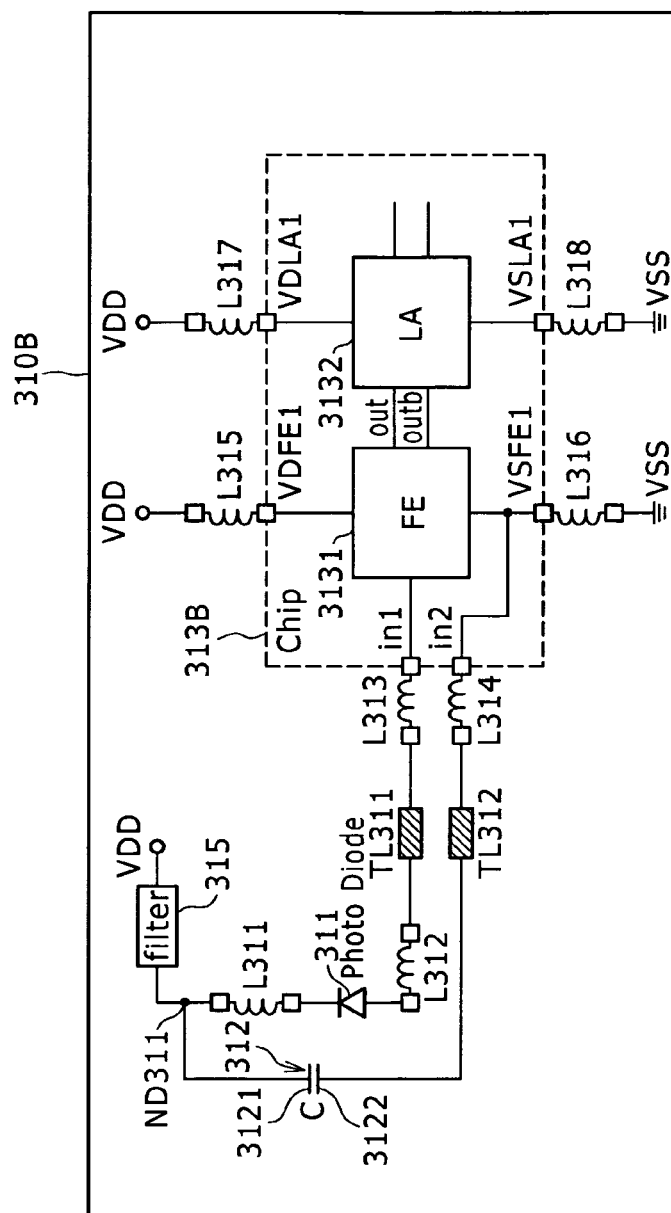 310B
VDD
filter
315
ND311
L311
312
3121
C
3122
311
Photo Diode
L312
TL311
TL312
L313
L314
313B
Chip
in1
in2
VDD
L315
VDFE1
3131
FE
VSFE1
L316
VSS
out
outb
VDD
L317
VDLA1
3132
LA
VSLA1
L318
VSS